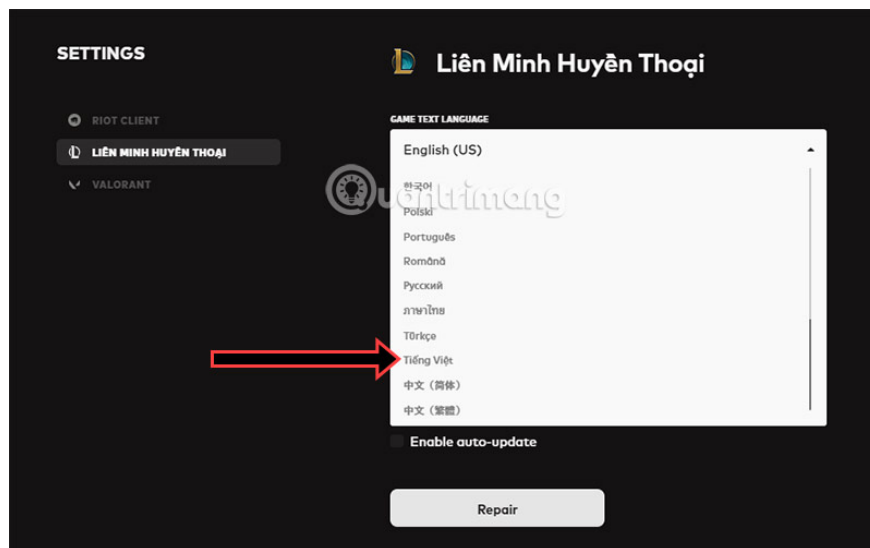 SETTINGS
Liên Minh Huyền Thoại
RIOT CLIENT
LIÊN MINH HUYỀN THOẠI
VALORANT
GAME TEXT LANGUAGE
English (US)
한국어
Quantrimang
Polski
Português
Română
Русский
ภาษาไทย
Türkçe
Tiếng Việt
中文（简体）
中文（繁體）
Enable auto-update
Repair